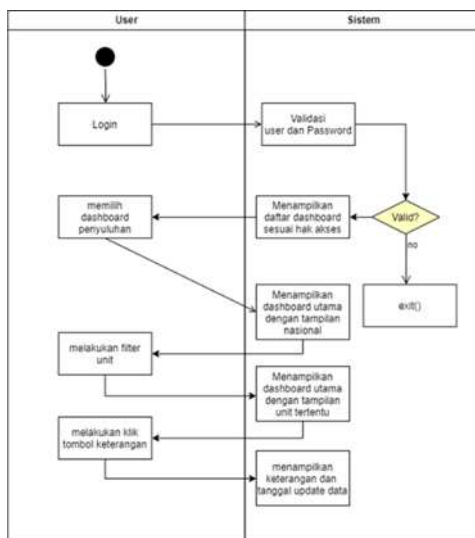 User
Sistem
Login
Validasi
user dan Password
Valid?
no
exit()
Menampilkan
daftar dashboard
sesuai hak akses
memilih
dashboard
penyuluhan
Menampilkan
dashboard utama
dengan tampilan
nasional
melakukan filter
unit
Menampilkan
dashboard utama
dengan tampilan
unit tertentu
melakukan klik
tombol keterangan
menampilkan
keterangan dan
tanggal update data